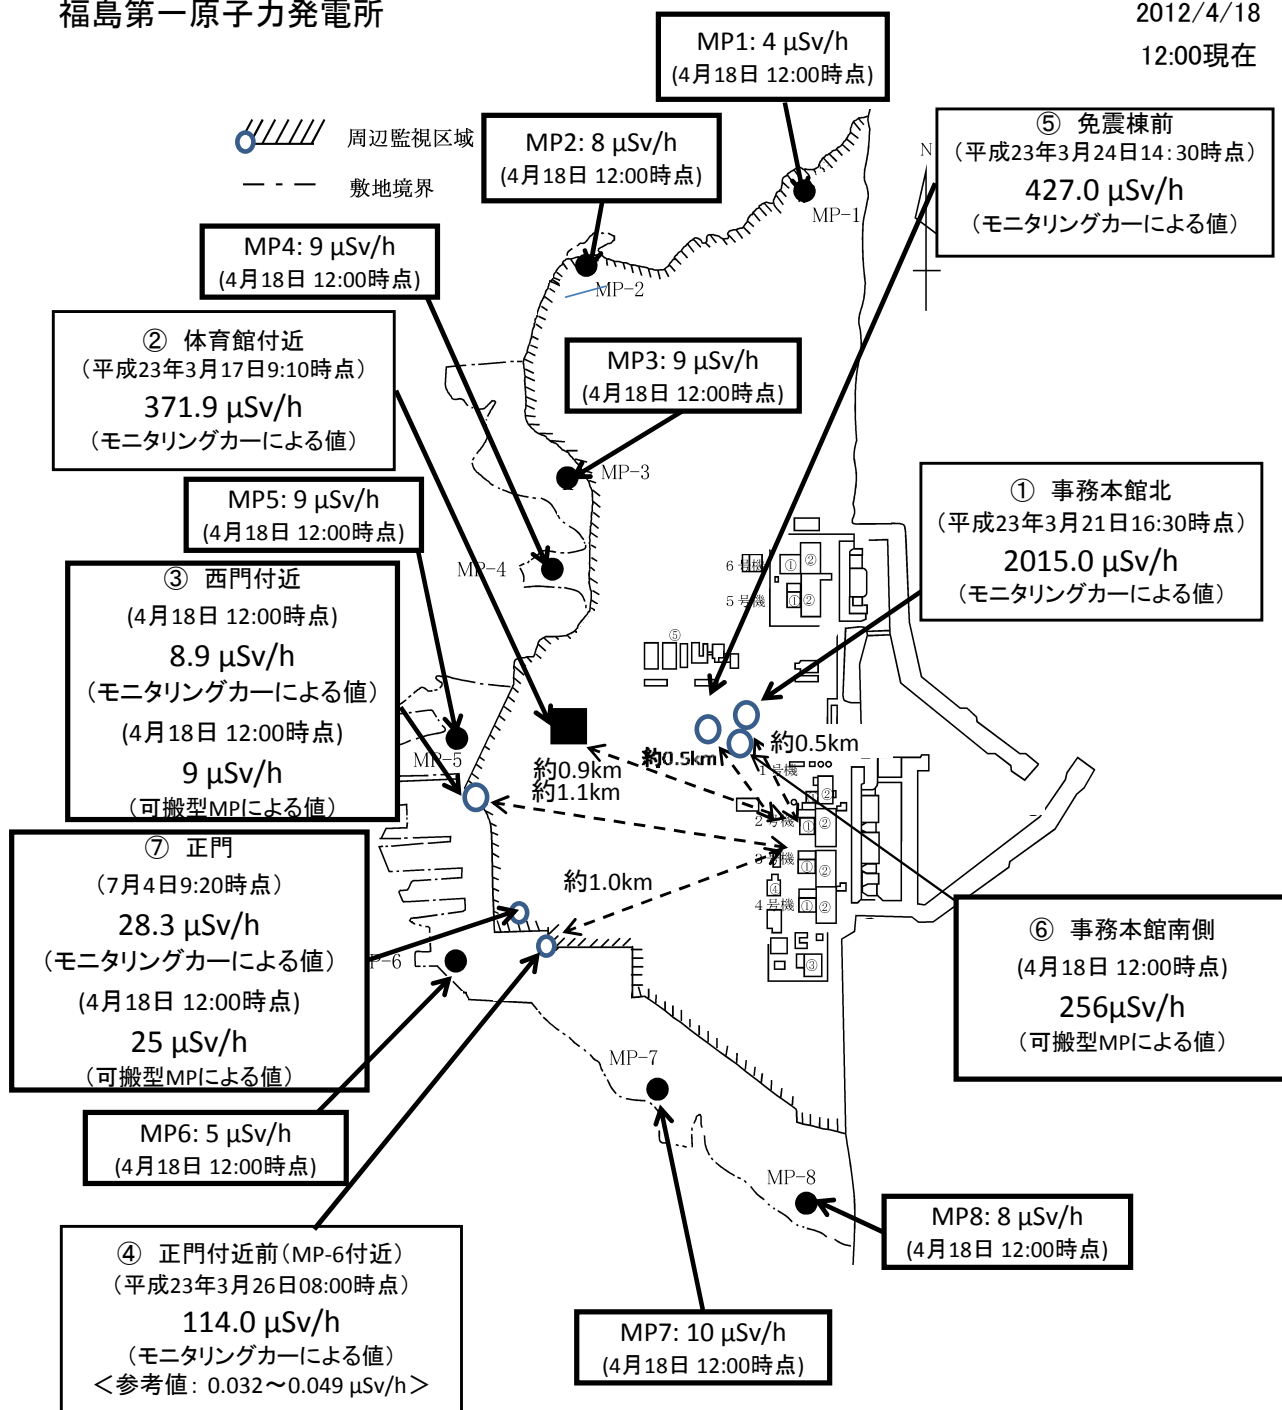 福島第一原子力発電所
2012/4/18
12:00現在
周辺監視区域
敷地境界
MP1: 4 μSv/h
(4月18日 12:00時点)
MP2: 8 μSv/h
(4月18日 12:00時点)
⑤ 免震棟前
（平成23年3月24日14:30時点）
427.0 μSv/h
（モニタリングカーによる値）
N
MP-1
MP4: 9 μSv/h
(4月18日 12:00時点)
MP-2
② 体育館付近
（平成23年3月17日9:10時点）
371.9 μSv/h
（モニタリングカーによる値）
MP3: 9 μSv/h
(4月18日 12:00時点)
MP-3
MP5: 9 μSv/h
(4月18日 12:00時点)
① 事務本館北
（平成23年3月21日16:30時点）
2015.0 μSv/h
（モニタリングカーによる値）
MP-4
③ 西門付近
(4月18日 12:00時点)
8.9 μSv/h
（モニタリングカーによる値）
(4月18日 12:00時点)
9 μSv/h
（可搬型MPによる値）
6号機
①
②
5号機
①
②
⑤
MP-5
約0.9km
約1.1km
約0.5km
約0.5km
1号機
②
2号機
①
②
3号機
①
②
④
4号機
①
②
③
約1.0km
⑦ 正門
(7月4日9:20時点)
28.3 μSv/h
（モニタリングカーによる値）
(4月18日 12:00時点)
25 μSv/h
（可搬型MPによる値）
P-6
⑥ 事務本館南側
(4月18日 12:00時点)
256μSv/h
（可搬型MPによる値）
MP-7
MP6: 5 μSv/h
(4月18日 12:00時点)
MP-8
MP8: 8 μSv/h
(4月18日 12:00時点)
④ 正門付近前（MP-6付近）
（平成23年3月26日08:00時点）
114.0 μSv/h
（モニタリングカーによる値）
＜参考値: 0.032～0.049 μSv/h＞
MP7: 10 μSv/h
(4月18日 12:00時点)